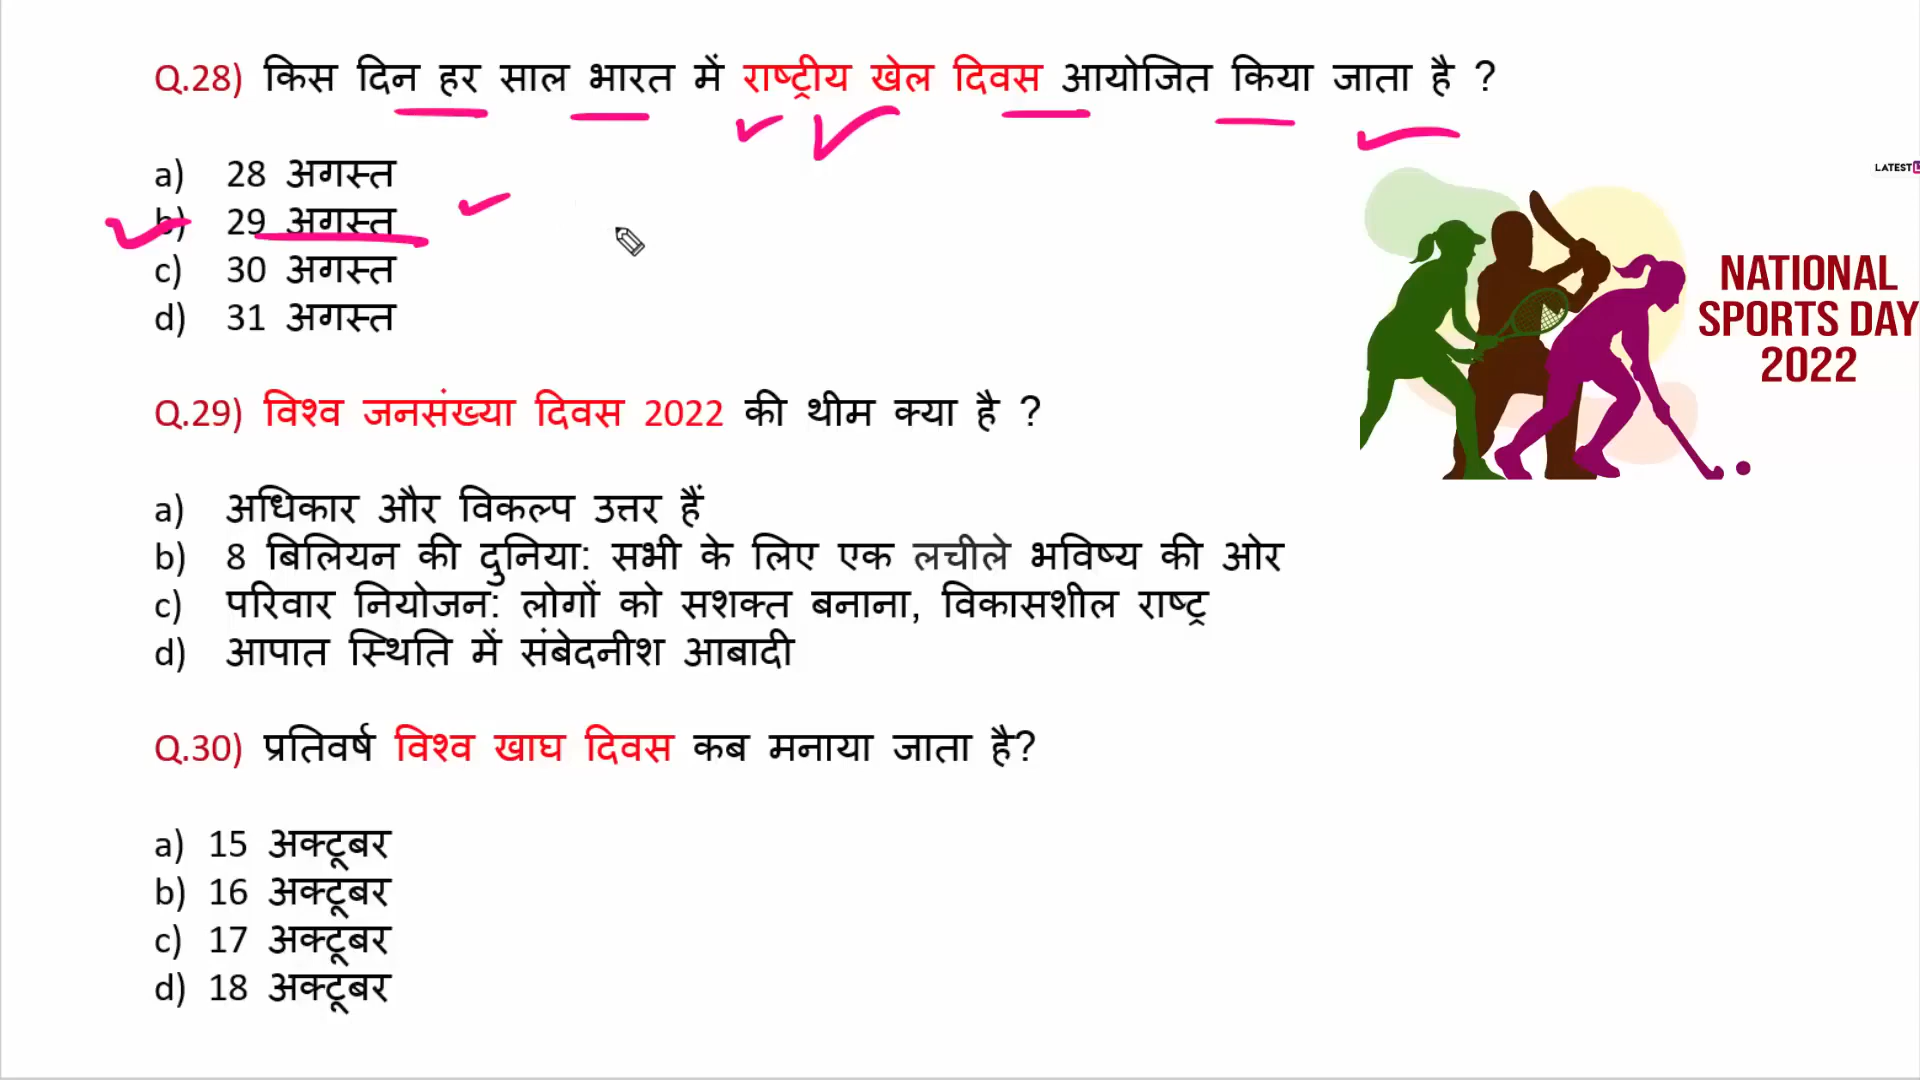 Q.28) किस दिन हर साल भारत में राष्ट्रीय खेल दिवस आयोजित किया जाता है ?
a) 28 अगस्त
b) 29 अगस्त
c) 30 अगस्त
d) 31 अगस्त
LATEST
NATIONAL
SPORTS DAY
2022
Q.29) विश्व जनसंख्या दिवस 2022 की थीम क्या है ?
a) अधिकार और विकल्प उत्तर हैं
b) 8 बिलियन की दुनिया: सभी के लिए एक लचीले भविष्य की ओर
c) परिवार नियोजन: लोगों को सशक्त बनाना, विकासशील राष्ट्र
d) आपात स्थिति में संबेदनीश आबादी
Q.30) प्रतिवर्ष विश्व खाघ दिवस कब मनाया जाता है?
a) 15 अक्टूबर
b) 16 अक्टूबर
c) 17 अक्टूबर
d) 18 अक्टूबर